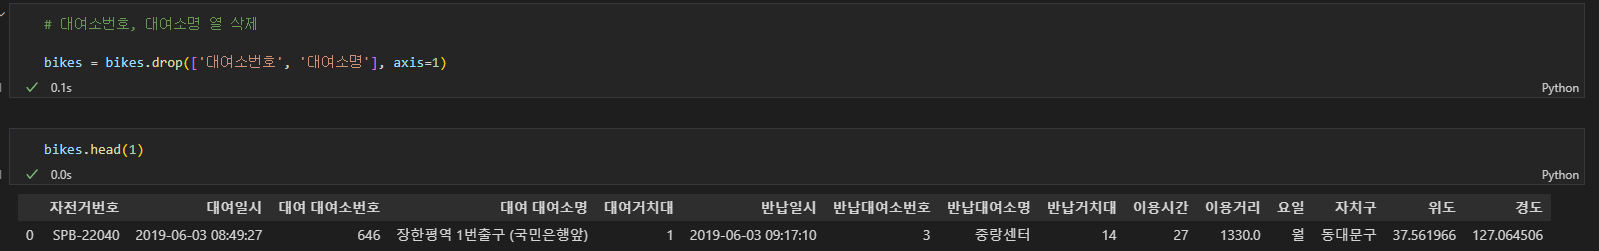 # 대여소번호, 대여소명 열 삭제
bikes = bikes.drop(['대여소번호', '대여소명'], axis=1)
0.1s Python
bikes.head(1)
0.0s Python
자전거번호 대여일시 대여 대여소번호 대여 대여소명 대여거치대 반납일시 반납대여소번호 반납대여소명 반납거치대 이용시간 이용거리 요일 자치구 위도 경도
0 SPB-22040 2019-06-03 08:49:27 646 장한평역 1번출구 (국민은행앞) 1 2019-06-03 09:17:10 3 중랑센터 14 27 1330.0 월 동대문구 37.561966 127.064506